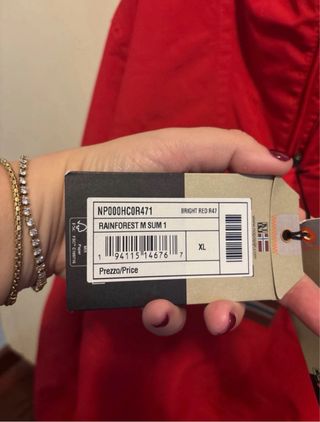 NP000HC0R471
BRIGHT RED R47
RAINFOREST M SUM 1
XL
1 94115 14676 7
Prezzo/Price